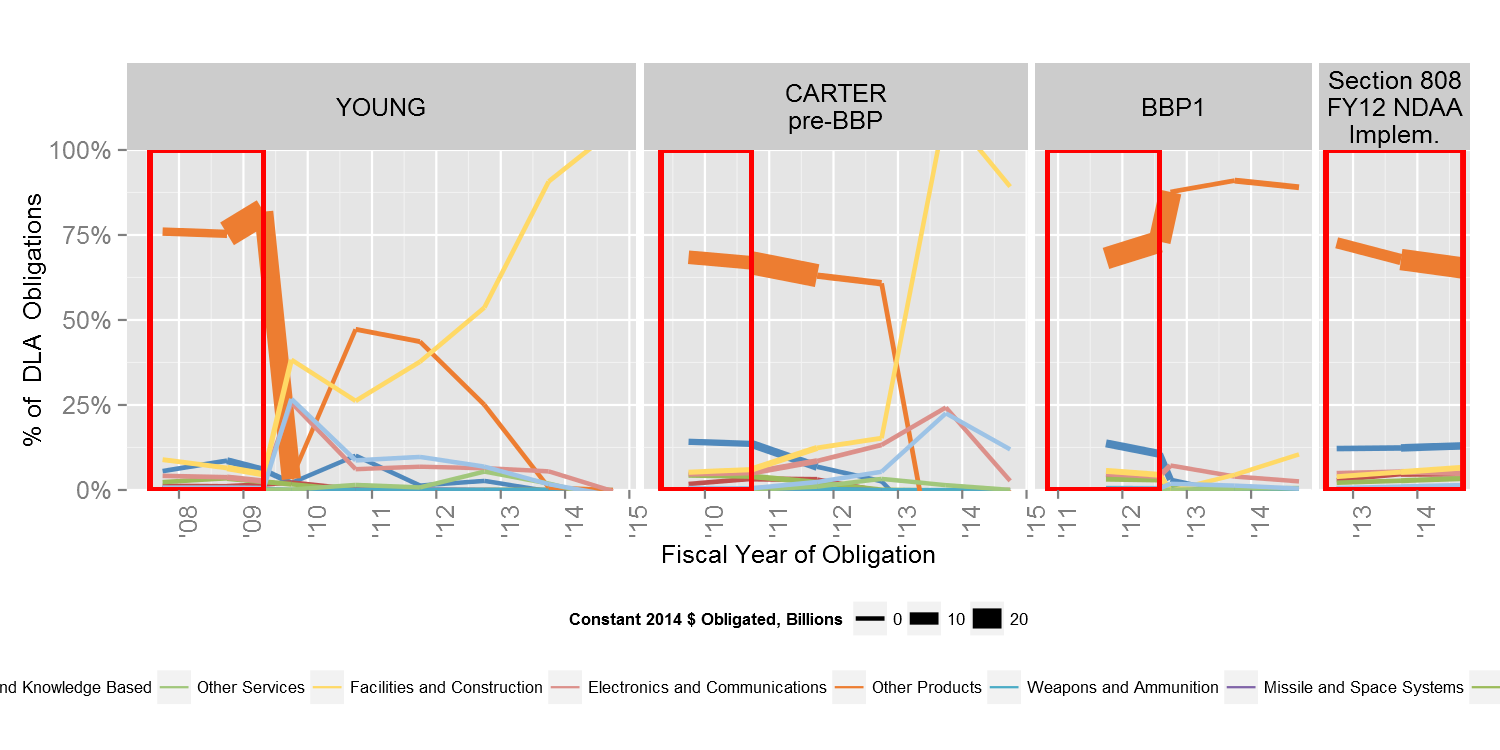 YOUNG
CARTER
pre-BBP
BBP1
Section 808
FY12 NDAA
Implem.
% of DLA Obligations
100%
75%
50%
25%
0%
'08 '09 '10 '11 '12 '13 '14 '15
'10 '11 '12 '13 '14 '15
'11 '12 '13 '14
'13 '14
Fiscal Year of Obligation
Constant 2014 $ Obligated, Billions 0 10 20
nd Knowledge Based Other Services Facilities and Construction Electronics and Communications Other Products Weapons and Ammunition Missile and Space Systems